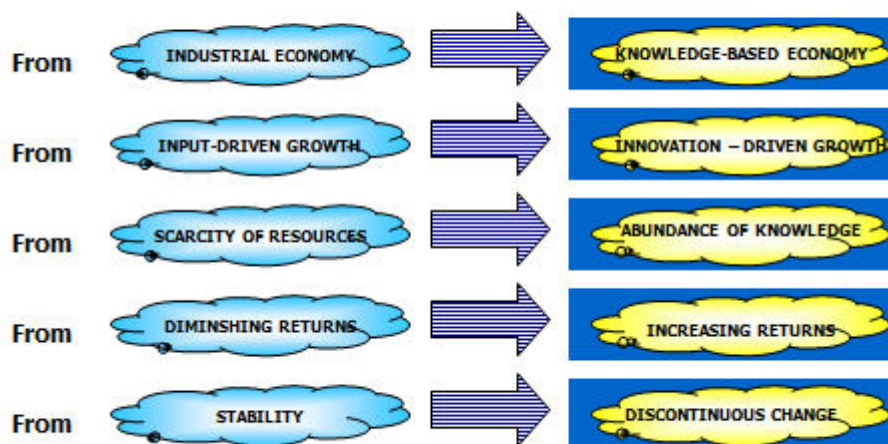 From INDUSTRIAL ECONOMY KNOWLEDGE-BASED ECONOMY
From INPUT-DRIVEN GROWTH INNOVATION – DRIVEN GROWTH
From SCARCITY OF RESOURCES ABUNDANCE OF KNOWLEDGE
From DIMINSHING RETURNS INCREASING RETURNS
From STABILITY DISCONTINUOUS CHANGE